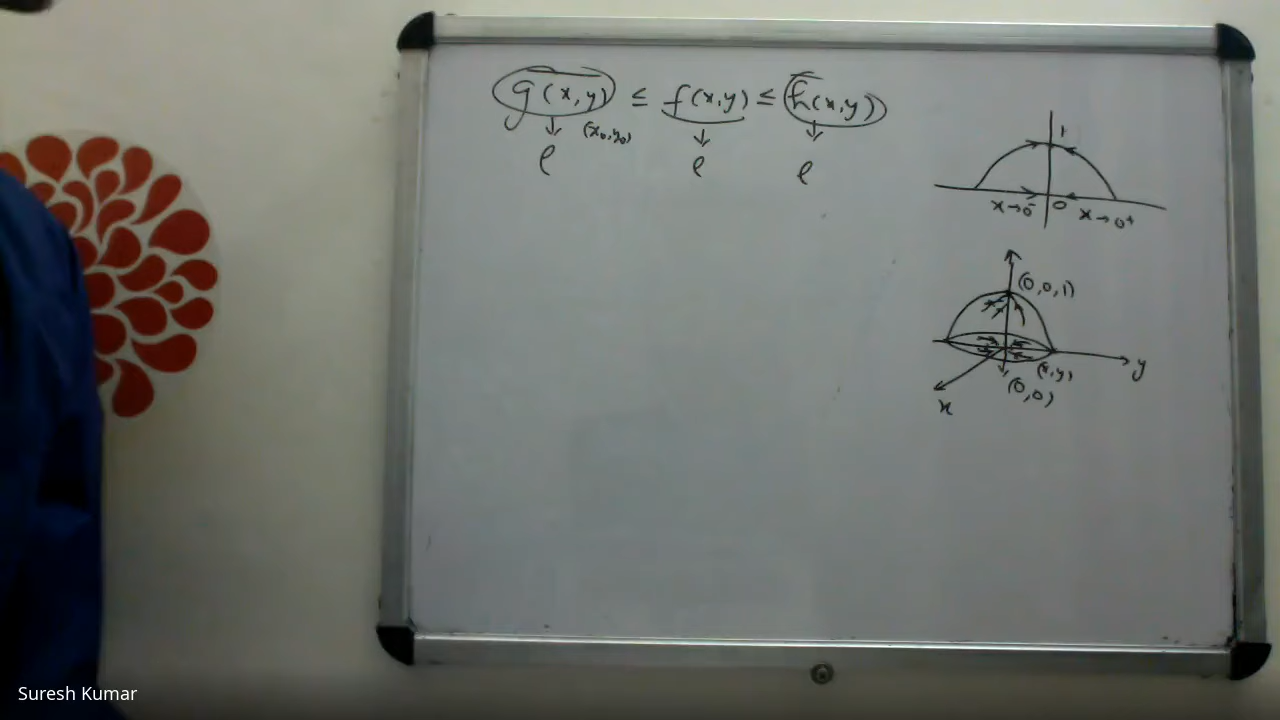 g(x,y) ≤ f(x,y) ≤ h(x,y)
↓ (x₀,y₀) ↓ ↓
l l l
1
x→0⁻ 0 x→0⁺
(0,0,1)
y
(x,y)
(0,0)
x
Suresh Kumar